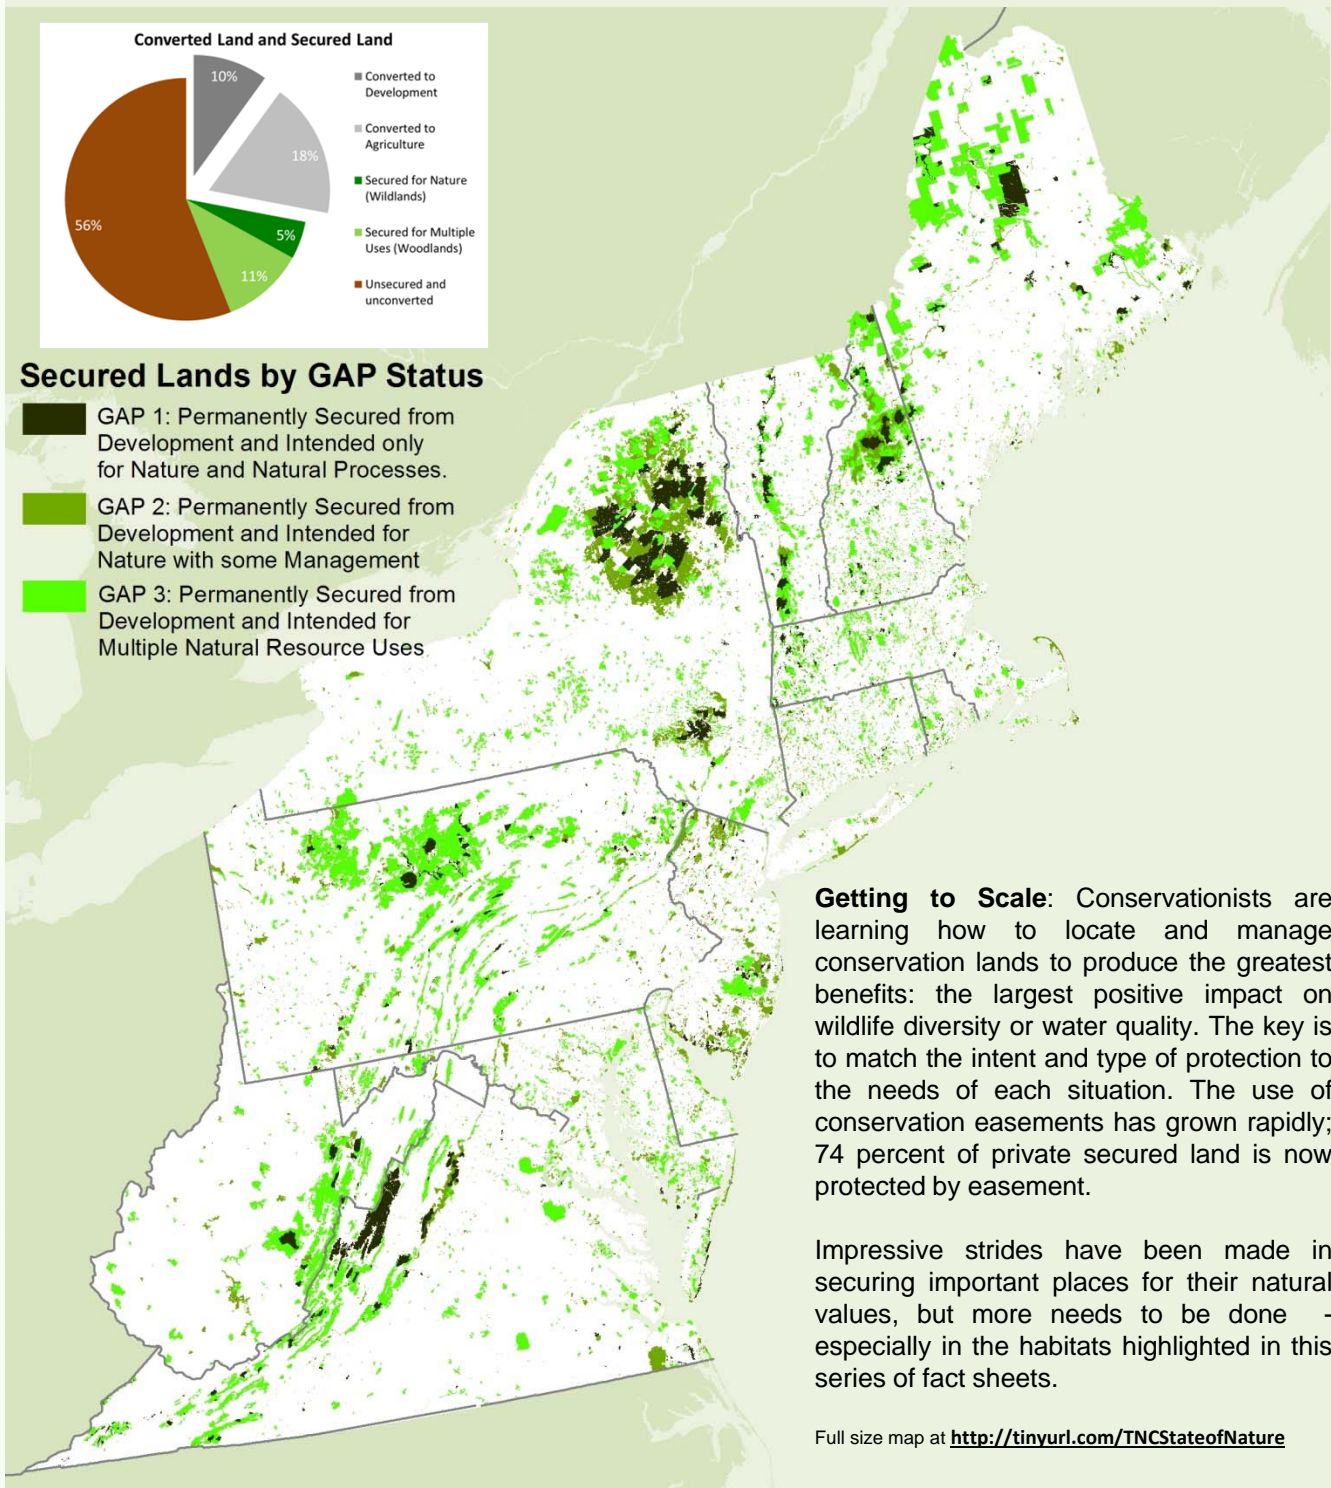 Converted Land and Secured Land
10%
18%
5%
11%
56%
Converted to
Development
Converted to
Agriculture
Secured for Nature
(Wildlands)
Secured for Multiple
Uses (Woodlands)
Unsecured and
unconverted
Secured Lands by GAP Status
GAP 1: Permanently Secured from
Development and Intended only
for Nature and Natural Processes.
GAP 2: Permanently Secured from
Development and Intended for
Nature with some Management
GAP 3: Permanently Secured from
Development and Intended for
Multiple Natural Resource Uses
Getting to Scale: Conservationists are
learning how to locate and manage
conservation lands to produce the greatest
benefits: the largest positive impact on
wildlife diversity or water quality. The key is
to match the intent and type of protection to
the needs of each situation. The use of
conservation easements has grown rapidly;
74 percent of private secured land is now
protected by easement.
Impressive strides have been made in
securing important places for their natural
values, but more needs to be done -
especially in the habitats highlighted in this
series of fact sheets.
Full size map at http://tinyurl.com/TNCStateofNature